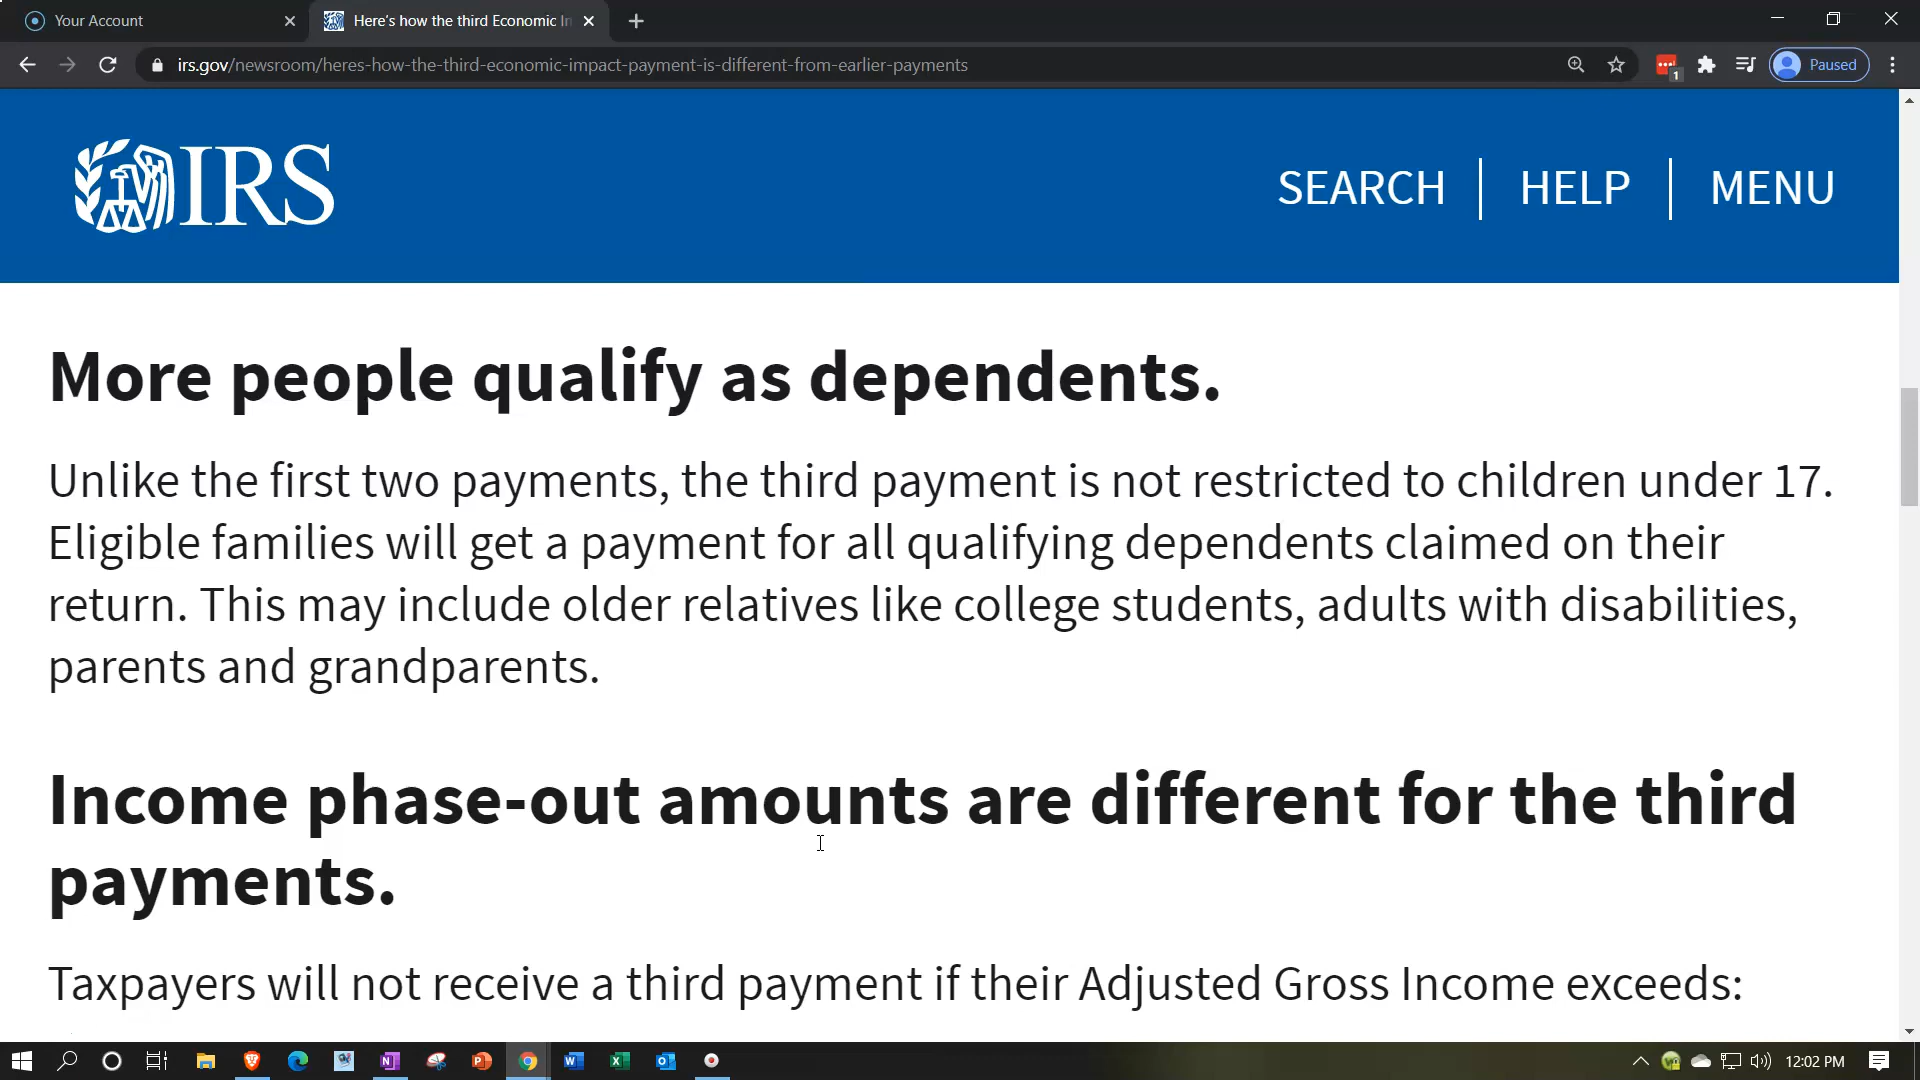 Your Account
Here's how the third Economic In
irs.gov/newsroom/heres-how-the-third-economic-impact-payment-is-different-from-earlier-payments
1
Paused
IRS
SEARCH
HELP
MENU
More people qualify as dependents.
Unlike the first two payments, the third payment is not restricted to children under 17.
Eligible families will get a payment for all qualifying dependents claimed on their
return. This may include older relatives like college students, adults with disabilities,
parents and grandparents.
Income phase-out amounts are different for the third
payments.
Taxpayers will not receive a third payment if their Adjusted Gross Income exceeds:
12:02 PM